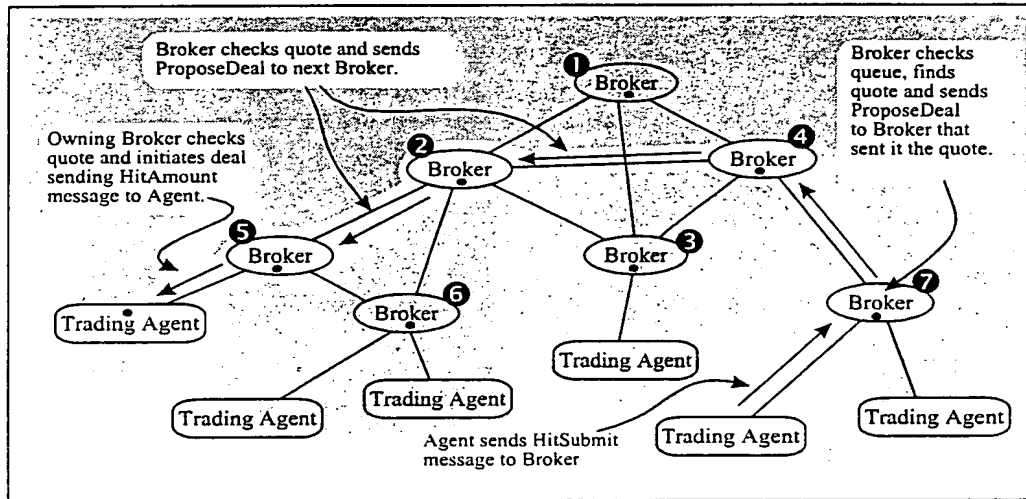 Broker checks quote and sends
ProposeDeal to next Broker.
Broker checks
queue, finds
quote and sends
ProposeDeal
to Broker that
sent it the quote.
Owning Broker checks
quote and initiates deal
sending HitAmount
message to Agent.
1
Broker
2
Broker
4
Broker
5
Broker
3
Broker
6
Broker
7
Broker
Trading Agent
Trading Agent
Trading Agent
Trading Agent
Trading Agent
Trading Agent
Agent sends HitSubmit
message to Broker